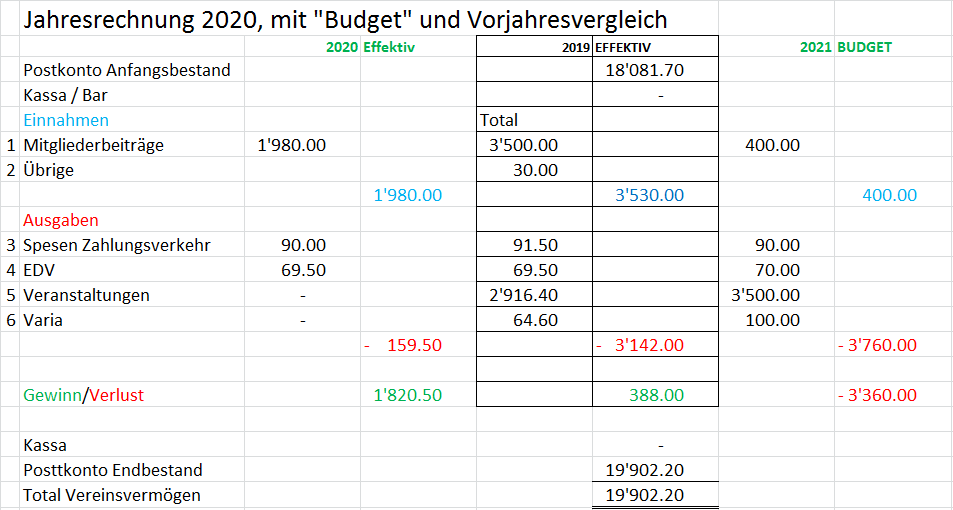 Jahresrechnung 2020, mit "Budget" und Vorjahresvergleich
2020 Effektiv 2019 EFFEKTIV 2021 BUDGET
Postkonto Anfangsbestand 18'081.70
Kassa / Bar -
Einnahmen Total
1 Mitgliederbeiträge 1'980.00 3'500.00 400.00
2 Übrige 30.00
1'980.00 3'530.00 400.00
Ausgaben
3 Spesen Zahlungsverkehr 90.00 91.50 90.00
4 EDV 69.50 69.50 70.00
5 Veranstaltungen - 2'916.40 3'500.00
6 Varia - 64.60 100.00
- 159.50 - 3'142.00 - 3'760.00
Gewinn/Verlust 1'820.50 388.00 - 3'360.00
Kassa -
Posttkonto Endbestand 19'902.20
Total Vereinsvermögen 19'902.20